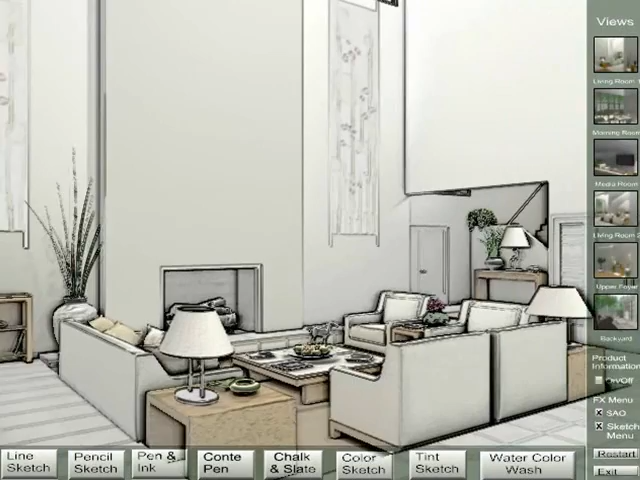 Views
Living Room 1
Morning Room
Media Room
Living Room 2
Upper Foyer
Backyard
Product
Information
On/Off
FX Menu
X SAO
X Sketch
Menu
Restart
Exit
Line
Sketch
Pencil
Sketch
Pen &
Ink
Conte
Pen
Chalk
& Slate
Color
Sketch
Tint
Sketch
Water Color
Wash